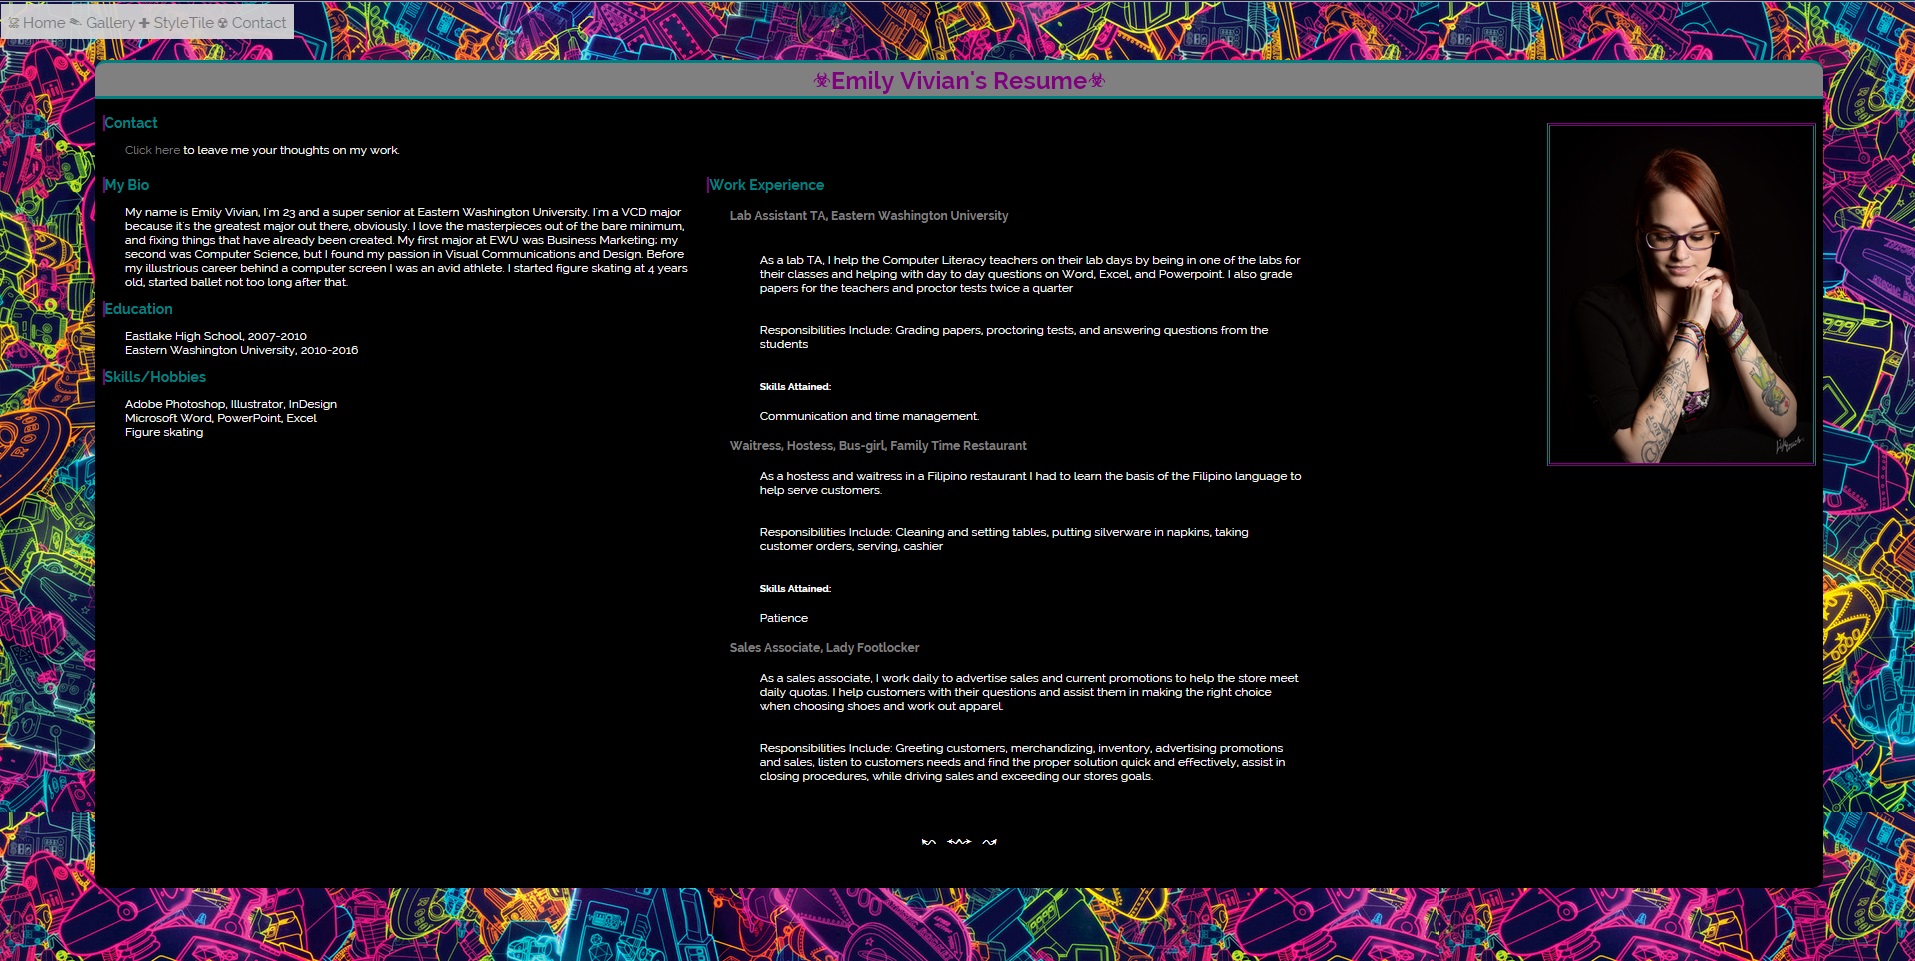 Home Gallery StyleTile Contact
☣Emily Vivian's Resume☣
Contact
Click here to leave me your thoughts on my work.
My Bio
My name is Emily Vivian, I'm 23 and a super senior at Eastern Washington University. I'm a VCD major
because it's the greatest major out there, obviously. I love the masterpieces out of the bare minimum,
and fixing things that have already been created. My first major at EWU was Business Marketing; my
second was Computer Science, but I found my passion in Visual Communications and Design. Before
my illustrious career behind a computer screen I was an avid athlete. I started figure skating at 4 years
old, started ballet not too long after that.
Education
Eastlake High School, 2007-2010
Eastern Washington University, 2010-2016
Skills/Hobbies
Adobe Photoshop, Illustrator, InDesign
Microsoft Word, PowerPoint, Excel
Figure skating
Work Experience
Lab Assistant TA, Eastern Washington University
As a lab TA, I help the Computer Literacy teachers on their lab days by being in one of the labs for
their classes and helping with day to day questions on Word, Excel, and Powerpoint. I also grade
papers for the teachers and proctor tests twice a quarter
Responsibilities Include: Grading papers, proctoring tests, and answering questions from the
students
Skills Attained:
Communication and time management.
Waitress, Hostess, Bus-girl, Family Time Restaurant
As a hostess and waitress in a Filipino restaurant I had to learn the basis of the Filipino language to
help serve customers.
Responsibilities Include: Cleaning and setting tables, putting silverware in napkins, taking
customer orders, serving, cashier
Skills Attained:
Patience
Sales Associate, Lady Footlocker
As a sales associate, I work daily to advertise sales and current promotions to help the store meet
daily quotas. I help customers with their questions and assist them in making the right choice
when choosing shoes and work out apparel.
Responsibilities Include: Greeting customers, merchandizing, inventory, advertising promotions
and sales, listen to customers needs and find the proper solution quick and effectively, assist in
closing procedures, while driving sales and exceeding our stores goals.